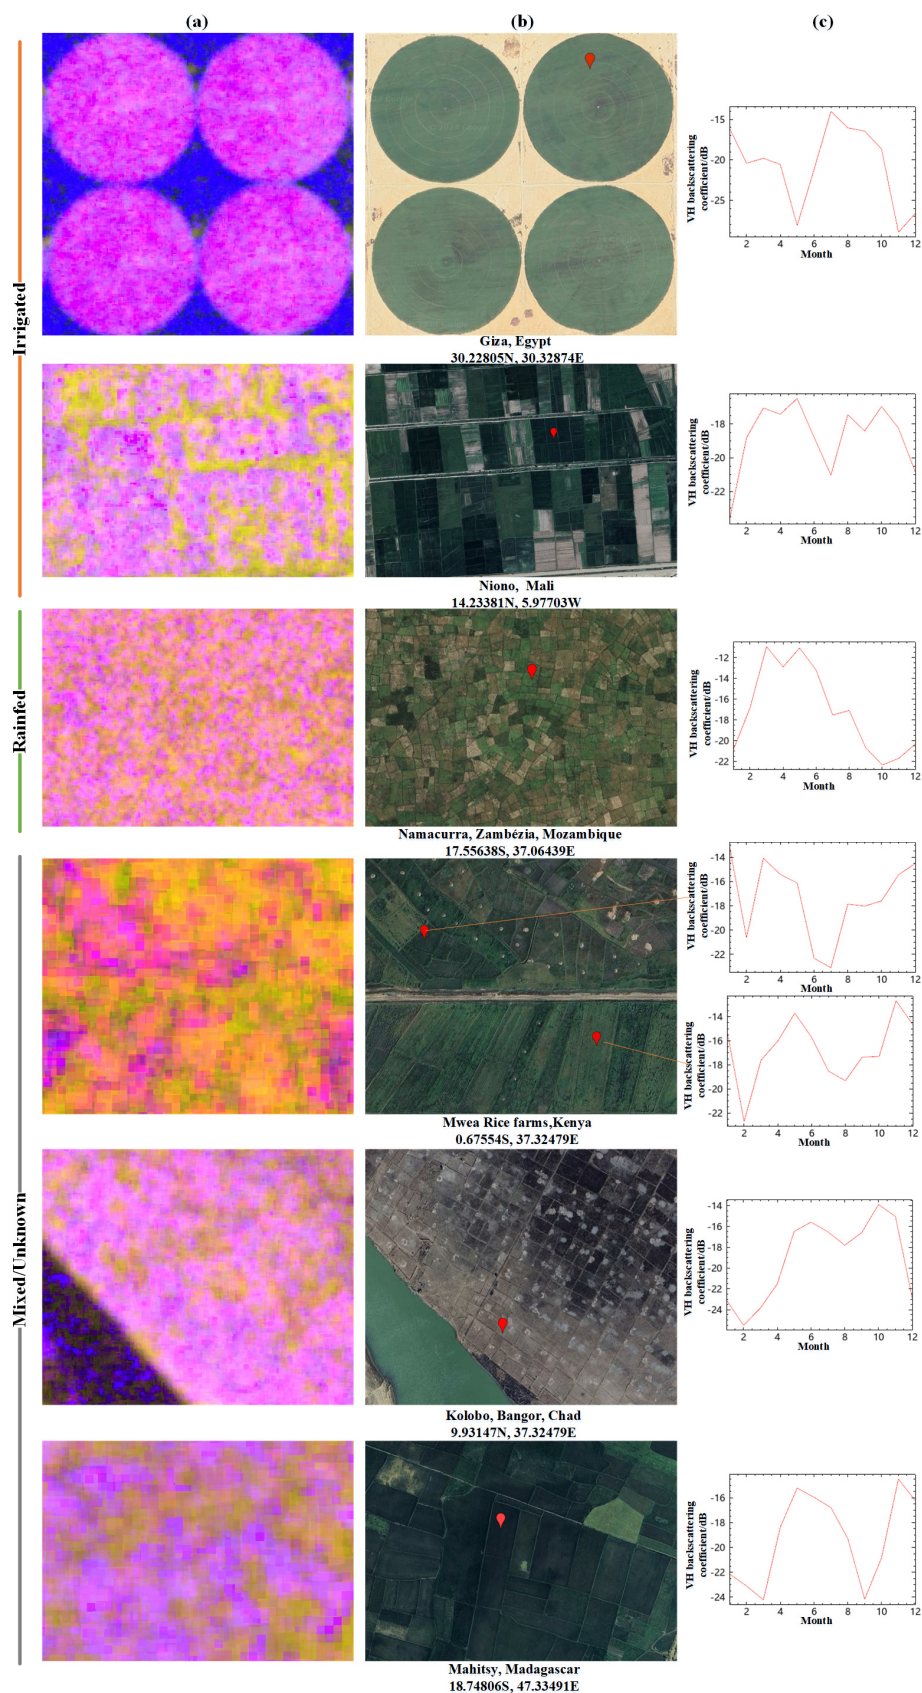 (a) (b) (c)
Irrigated
VH backscattering
coefficient/dB
-15
-20
-25
2 4 6 8 10 12
Month
Giza, Egypt
30.22805N, 30.32874E
VH backscattering
coefficient/dB
-18
-20
-22
2 4 6 8 10 12
Month
Niono, Mali
14.23381N, 5.97703W
Rainfed
VH backscattering
coefficient/dB
-12
-14
-16
-18
-20
-22
2 4 6 8 10 12
Month
Namacurra, Zambézia, Mozambique
17.55638S, 37.06439E
Mixed/Unknown
VH backscattering
coefficient/dB
-14
-16
-18
-20
-22
2 4 6 8 10 12
Month
VH backscattering
coefficient/dB
-14
-16
-18
-20
-22
2 4 6 8 10 12
Month
Mwea Rice farms,Kenya
0.67554S, 37.32479E
VH backscattering
coefficient/dB
-14
-16
-18
-20
-22
-24
2 4 6 8 10 12
Month
Kolobo, Bangor, Chad
9.93147N, 37.32479E
VH backscattering
coefficient/dB
-16
-18
-20
-22
-24
2 4 6 8 10 12
Month
Mahitsy, Madagascar
18.74806S, 47.33491E